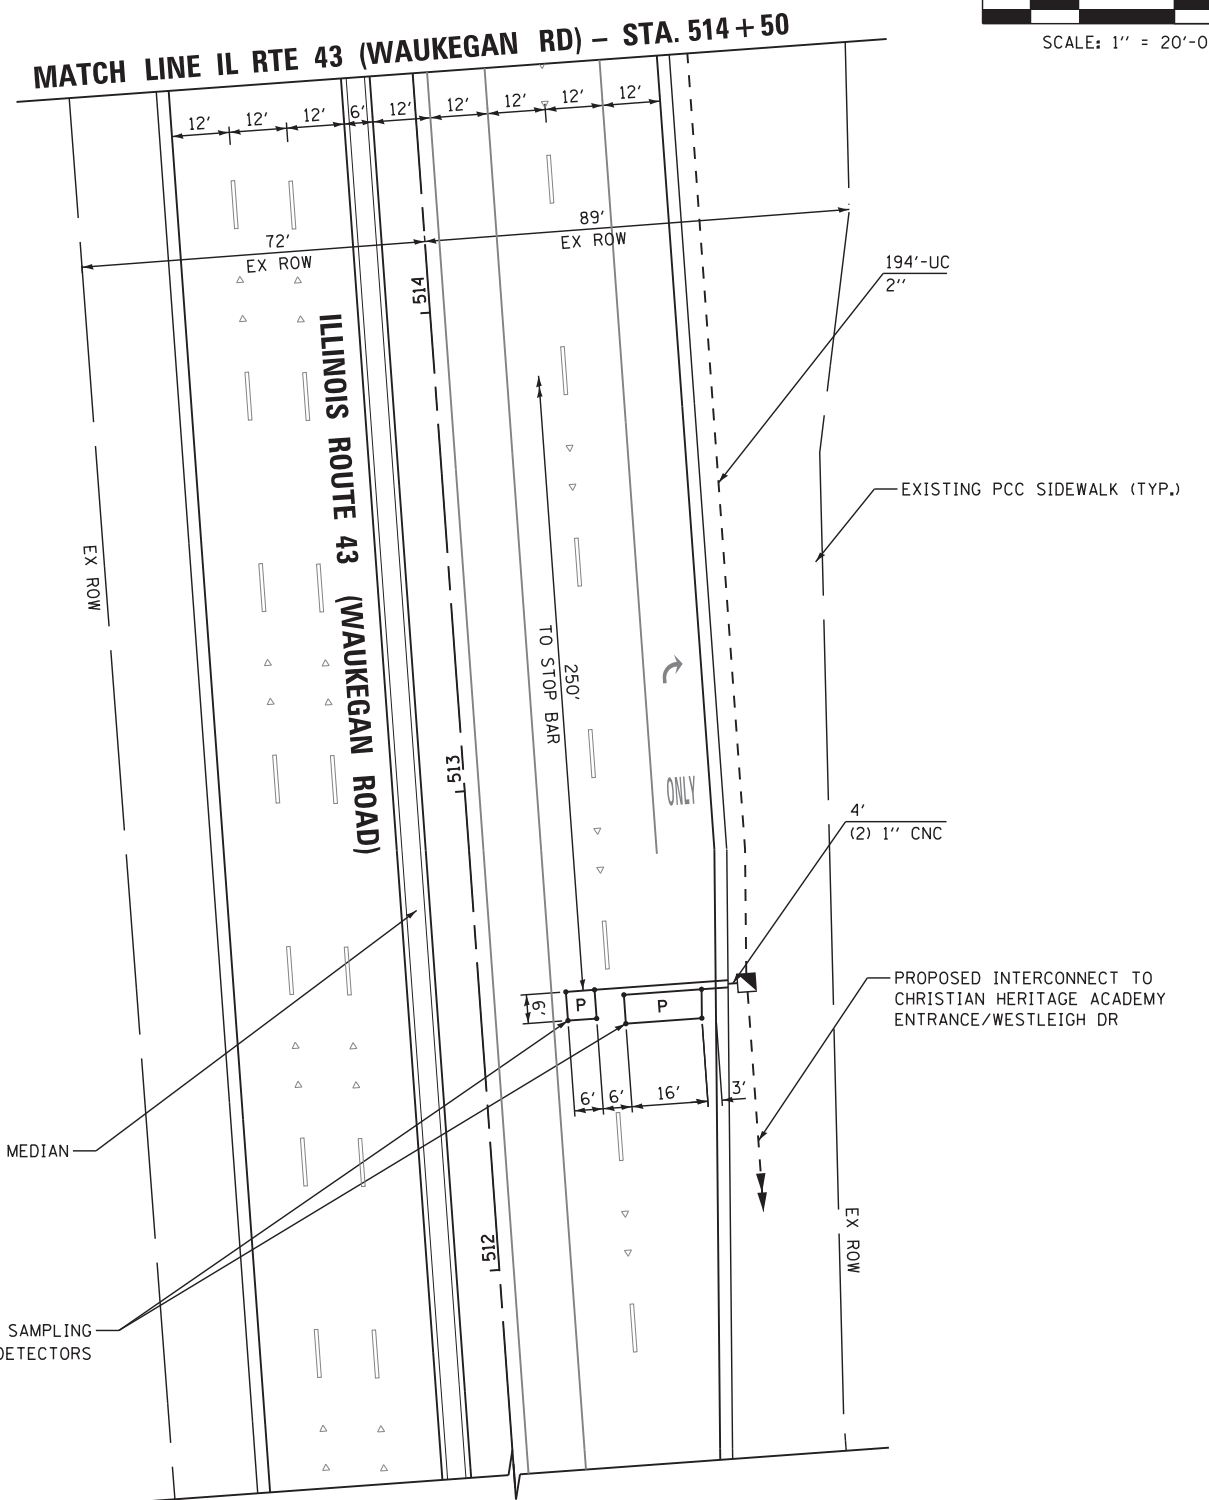 SCALE: 1'' = 20'-0
MATCH LINE IL RTE 43 (WAUKEGAN RD) – STA. 514+50
12' 12' 12' 6' 12' 12' 12' 12' 12'
72'
EX ROW
89'
EX ROW
194'-UC
2''
514
ILLINOIS ROUTE 43 (WAUKEGAN ROAD)
EXISTING PCC SIDEWALK (TYP.)
EX ROW
250'
TO STOP BAR
513
ONLY
4'
(2) 1'' CNC
PROPOSED INTERCONNECT TO
CHRISTIAN HERITAGE ACADEMY
ENTRANCE/WESTLEIGH DR
6'
P
P
6' 6' 16' 3'
MEDIAN
512
EX ROW
SAMPLING
DETECTORS